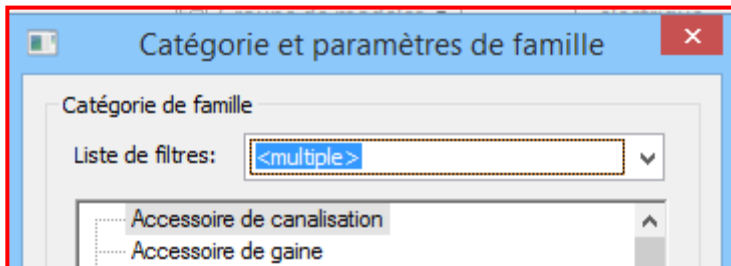 Catégorie et paramètres de famille
Catégorie de famille
Liste de filtres: <multiple>
Accessoire de canalisation
Accessoire de gaine